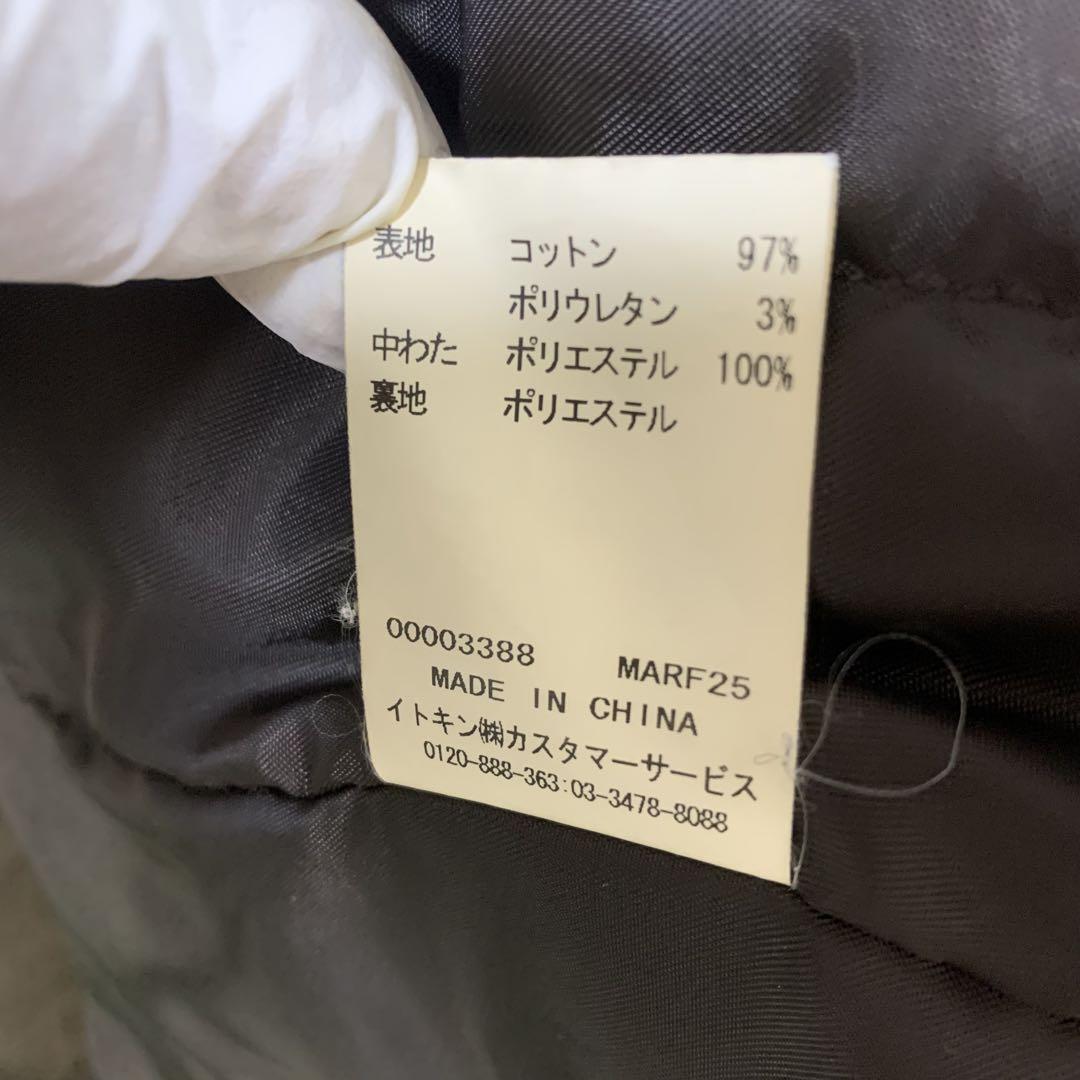 表地 コットン 97%
ポリウレタン 3%
中わた ポリエステル 100%
裏地 ポリエステル
00003388 MARF25
MADE IN CHINA
イトキン㈱カスタマーサービス
0120-888-363:03-3478-8088